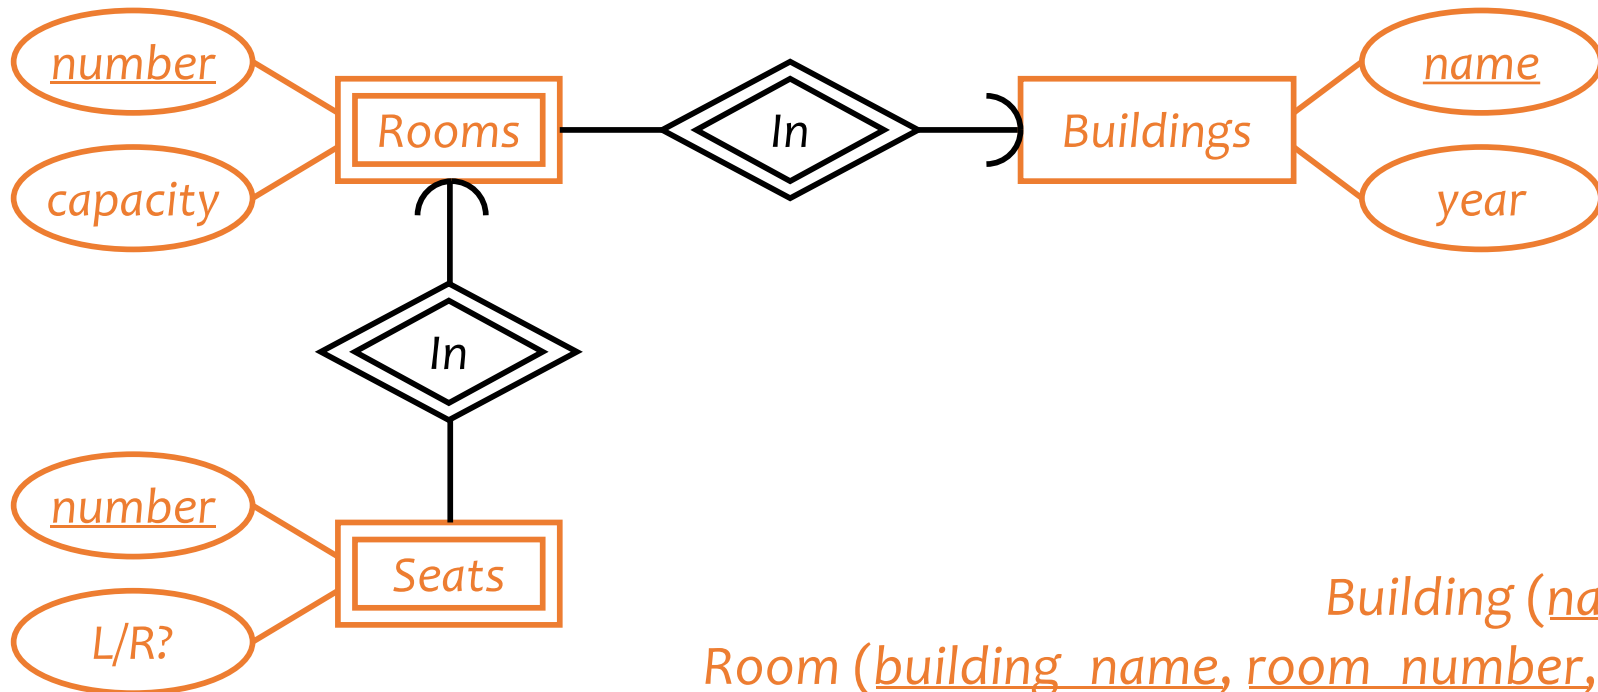 number
Rooms
In
Buildings
name
capacity
year
In
number
Seats
L/R?
Building (
Room (building_name, room_number,